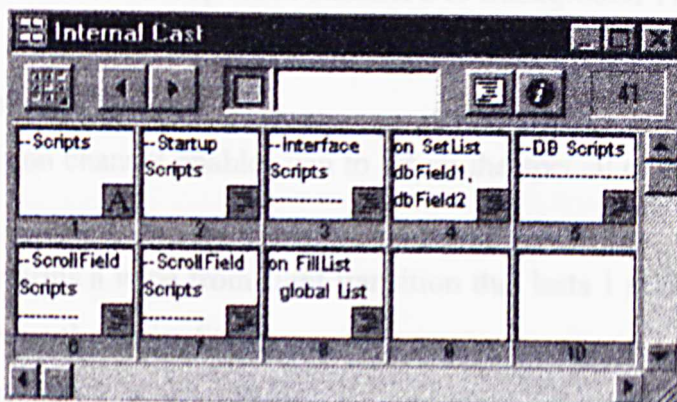 Internal Cast
41
--Scripts
A
1
--Startup
Scripts
2
--Interface
Scripts
----------
3
on SetList
dbField1,
dbField2
4
--DB Scripts
----------
5
--ScrollField
Scripts
----------
6
--ScrollField
Scripts
----------
7
on FillList
global list
8
9
10